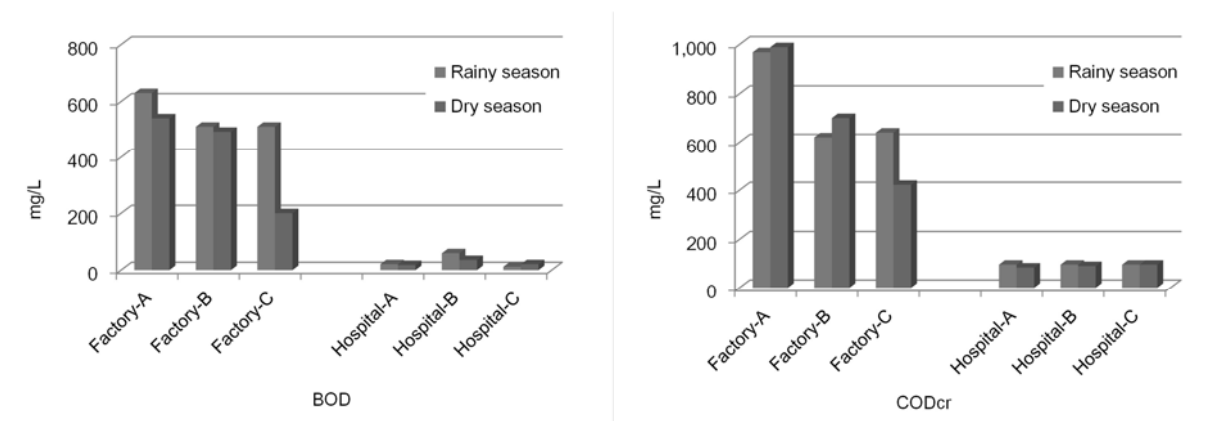 800
600
400
200
0
mg/L
Rainy season
Dry season
Factory-A
Factory-B
Factory-C
Hospital-A
Hospital-B
Hospital-C
BOD
1,000
800
600
400
200
0
mg/L
Rainy season
Dry season
Factory-A
Factory-B
Factory-C
Hospital-A
Hospital-B
Hospital-C
CODcr